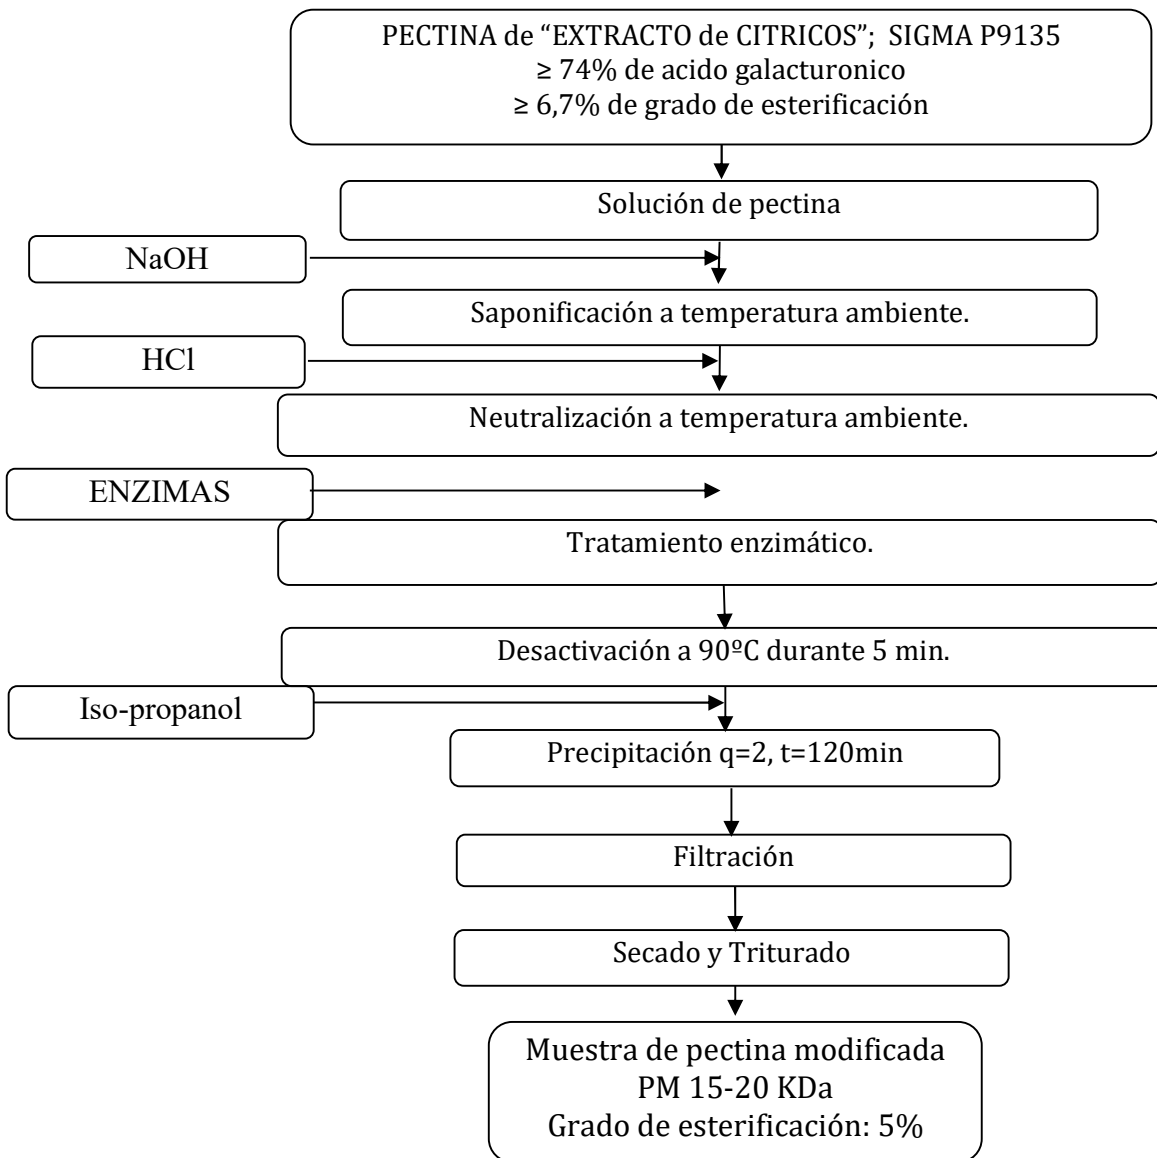 PECTINA de “EXTRACTO de CITRICOS”; SIGMA P9135
≥ 74% de acido galacturonico
≥ 6,7% de grado de esterificación
Solución de pectina
NaOH
Saponificación a temperatura ambiente.
HCl
Neutralización a temperatura ambiente.
ENZIMAS
Tratamiento enzimático.
Desactivación a 90ºC durante 5 min.
Iso-propanol
Precipitación q=2, t=120min
Filtración
Secado y Triturado
Muestra de pectina modificada
PM 15-20 KDa
Grado de esterificación: 5%